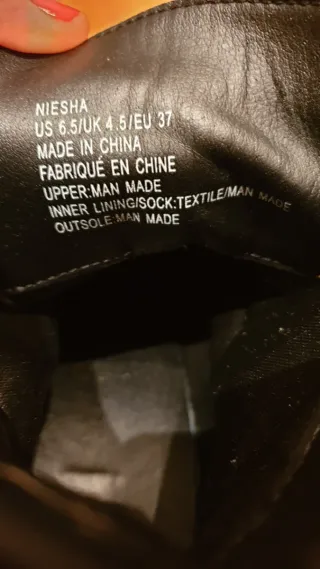 NIESHA
US 6.5/UK 4.5/EU 37
MADE IN CHINA
FABRIQUÉ EN CHINE
UPPER:MAN MADE
INNER LINING/SOCK:TEXTILE/MAN MADE
OUTSOLE:MAN MADE